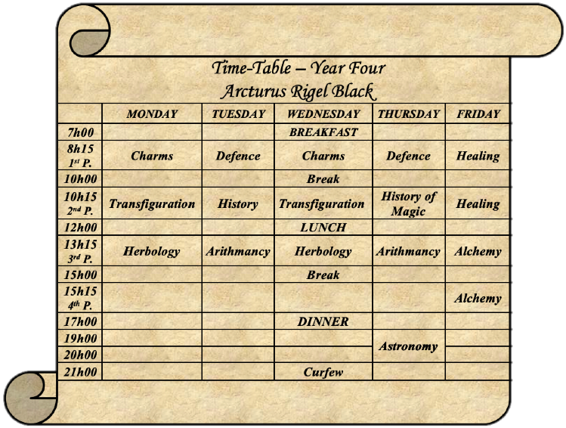 Time-Table – Year Four
Arcturus Rigel Black
MONDAY TUESDAY WEDNESDAY THURSDAY FRIDAY
7h00 BREAKFAST
8h15 1st P. Charms Defence Charms Defence Healing
10h00 Break
10h15 2nd P. Transfiguration History Transfiguration History of Magic Healing
12h00 LUNCH
13h15 3rd P. Herbology Arithmancy Herbology Arithmancy Alchemy
15h00 Break
15h15 4th P. Alchemy
17h00 DINNER
19h00
Astronomy
20h00
21h00 Curfew